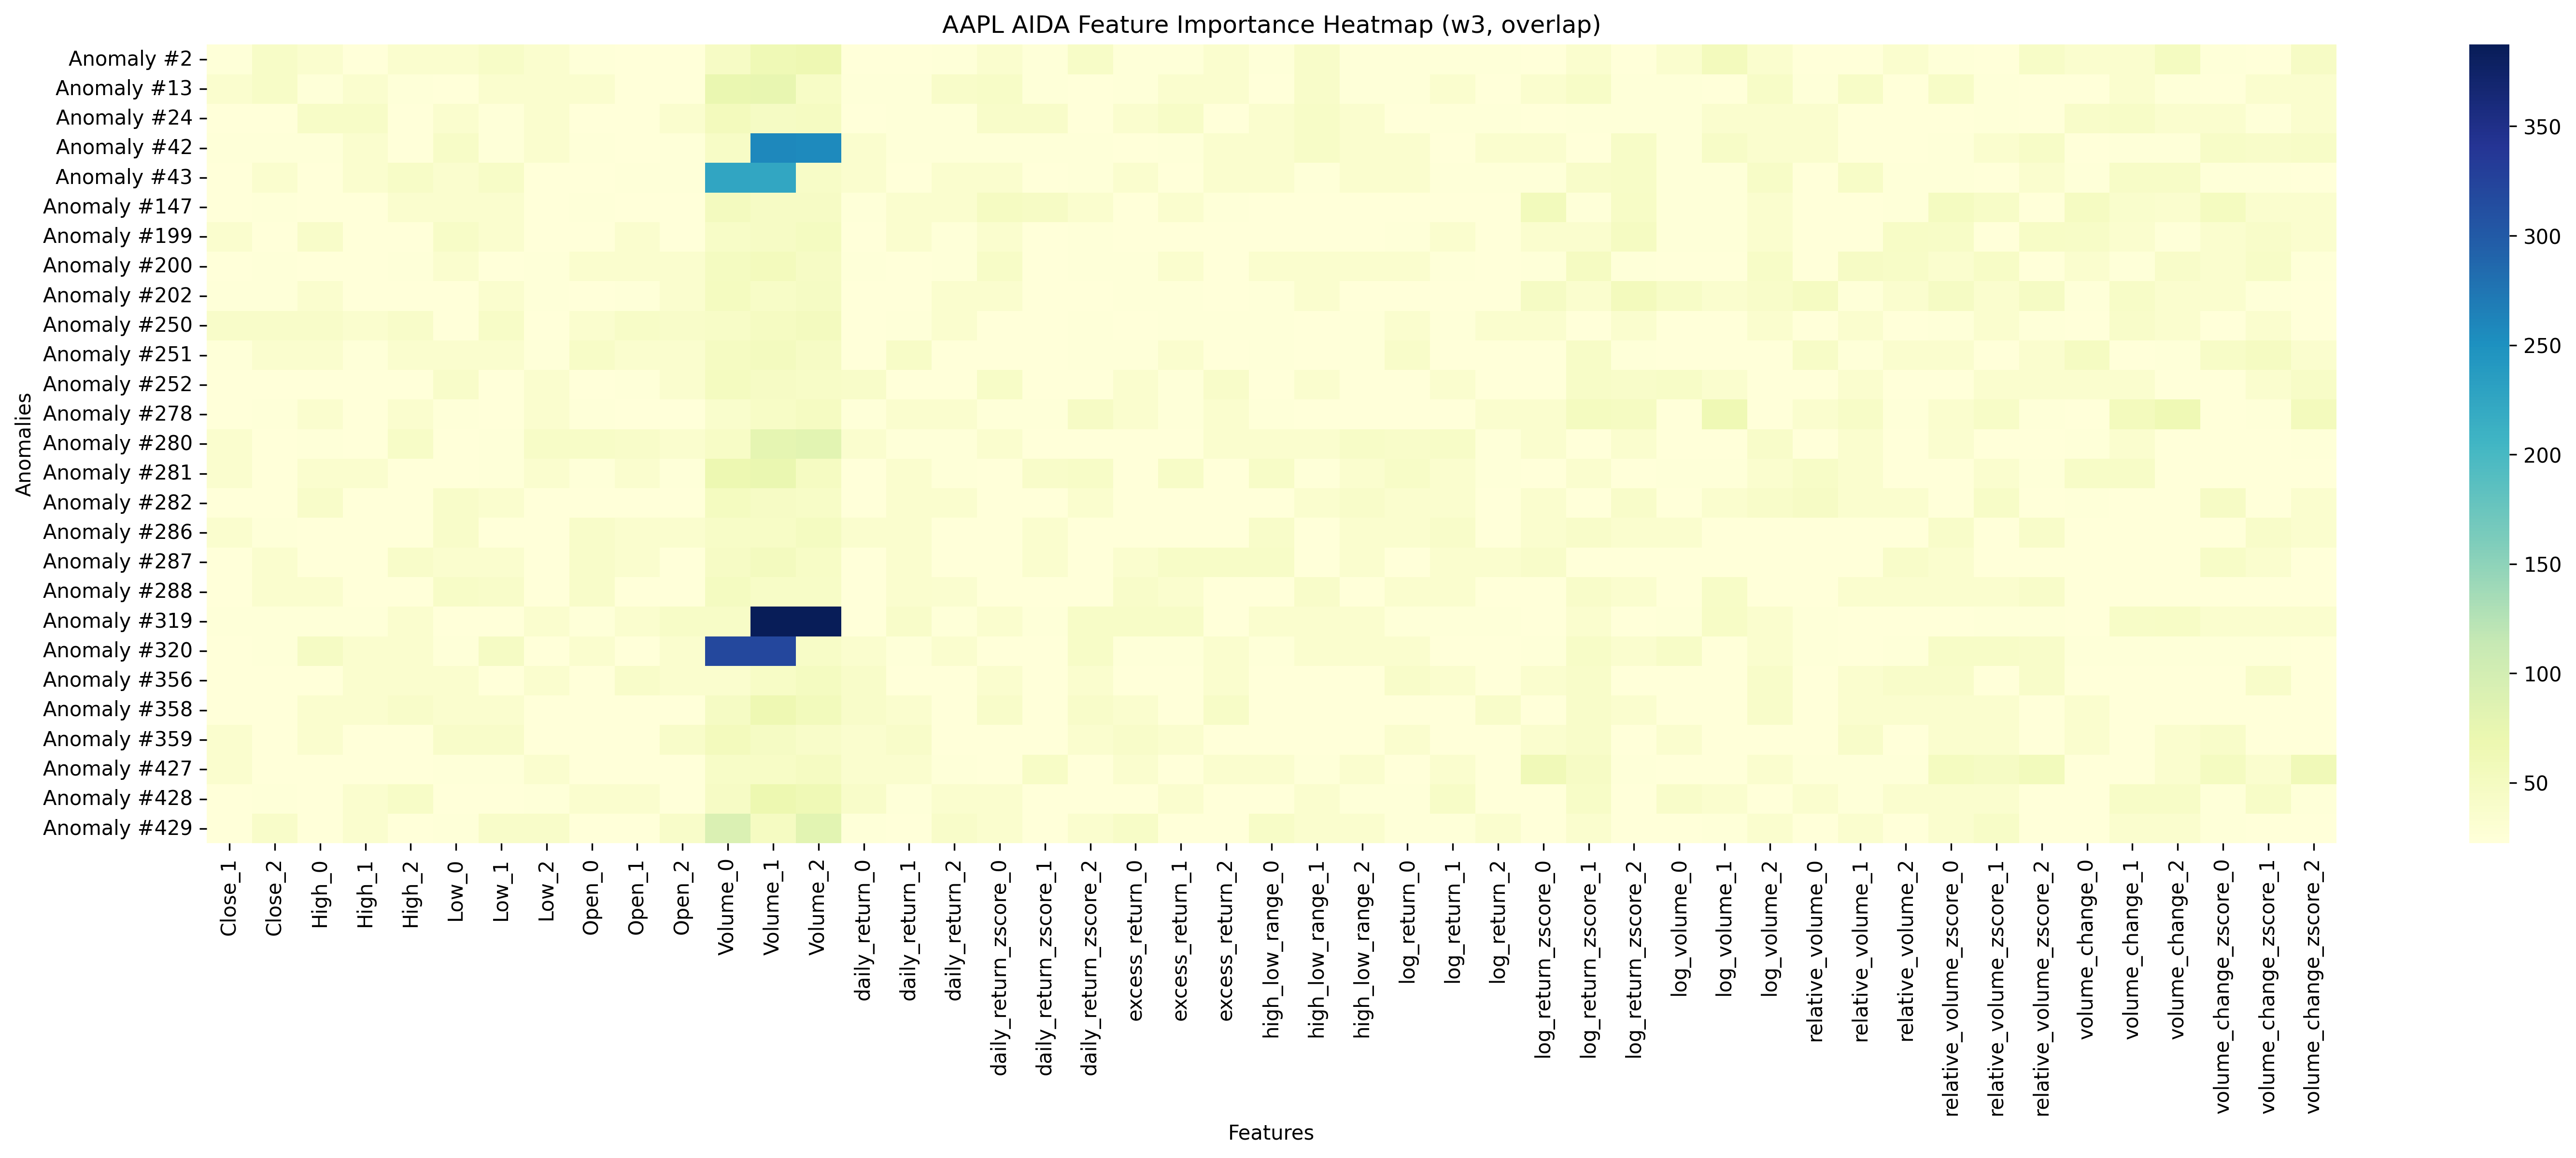 AAPL AIDA Feature Importance Heatmap (w3, overlap)
Anomalies
Anomaly #2
Anomaly #13
Anomaly #24
Anomaly #42
Anomaly #43
Anomaly #147
Anomaly #199
Anomaly #200
Anomaly #202
Anomaly #250
Anomaly #251
Anomaly #252
Anomaly #278
Anomaly #280
Anomaly #281
Anomaly #282
Anomaly #286
Anomaly #287
Anomaly #288
Anomaly #319
Anomaly #320
Anomaly #356
Anomaly #358
Anomaly #359
Anomaly #427
Anomaly #428
Anomaly #429
350
300
250
200
150
100
50
Close_1
Close_2
High_0
High_1
High_2
Low_0
Low_1
Low_2
Open_0
Open_1
Open_2
Volume_0
Volume_1
Volume_2
daily_return_0
daily_return_1
daily_return_2
daily_return_zscore_0
daily_return_zscore_1
daily_return_zscore_2
excess_return_0
excess_return_1
excess_return_2
high_low_range_0
high_low_range_1
high_low_range_2
log_return_0
log_return_1
log_return_2
log_return_zscore_0
log_return_zscore_1
log_return_zscore_2
log_volume_0
log_volume_1
log_volume_2
relative_volume_0
relative_volume_1
relative_volume_2
relative_volume_zscore_0
relative_volume_zscore_1
relative_volume_zscore_2
volume_change_0
volume_change_1
volume_change_2
volume_change_zscore_0
volume_change_zscore_1
volume_change_zscore_2
Features